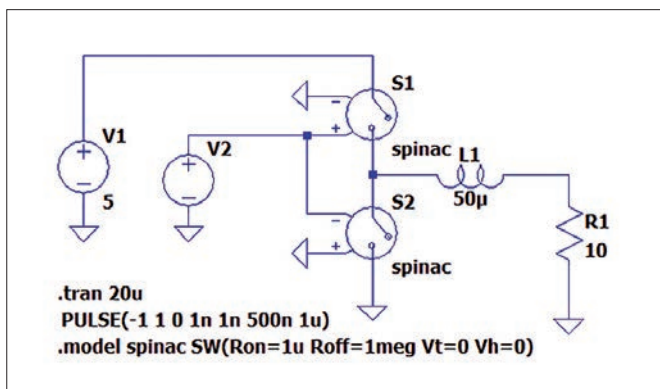 S1
V1
V2
spinac
L1
5
50µ
S2
R1
10
spinac
.tran 20u
PULSE(-1 1 0 1n 1n 500n 1u)
.model spinac SW(Ron=1u Roff=1meg Vt=0 Vh=0)